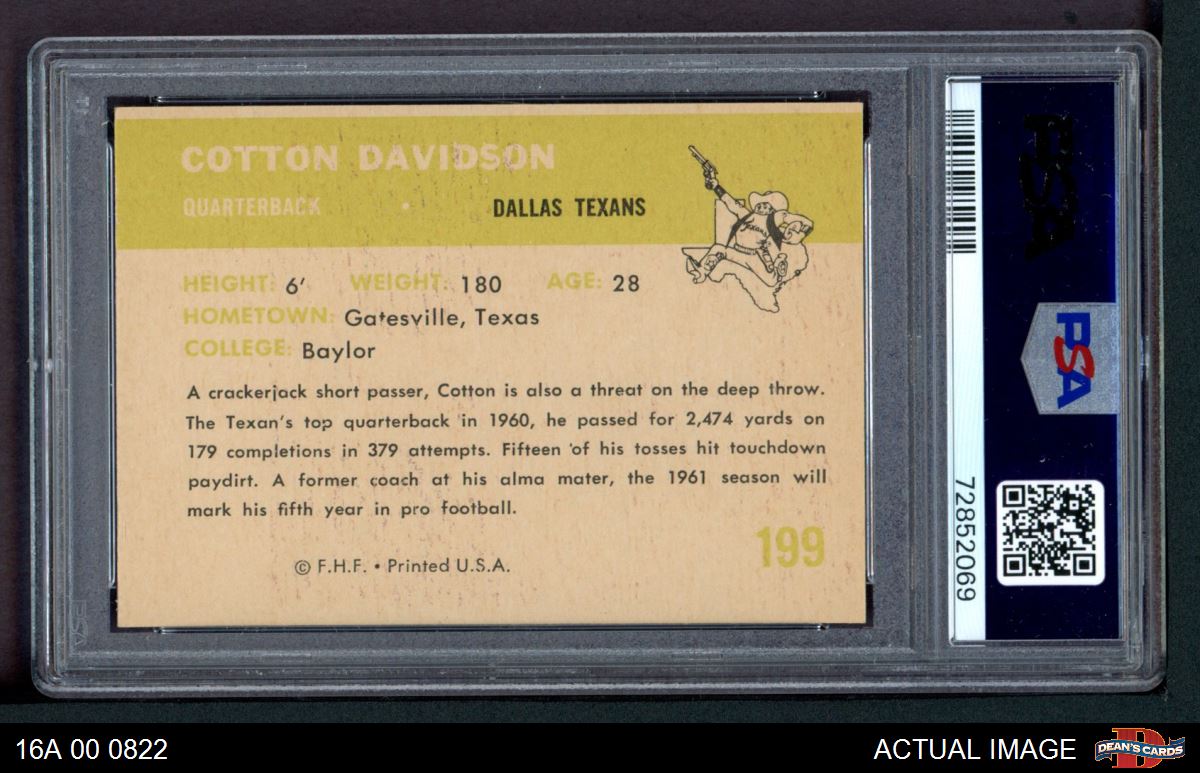 COTTON DAVIDSON
QUARTERBACK • DALLAS TEXANS
Texans
HEIGHT: 6' WEIGHT: 180 AGE: 28
HOMETOWN: Gatesville, Texas
COLLEGE: Baylor
A crackerjack short passer, Cotton is also a threat on the deep throw.
The Texan's top quarterback in 1960, he passed for 2,474 yards on
179 completions in 379 attempts. Fifteen of his tosses hit touchdown
paydirt. A former coach at his alma mater, the 1961 season will
mark his fifth year in pro football.
199
© F.H.F. • Printed U.S.A.
PSA
PSA
72852069
16A 00 0822
ACTUAL IMAGE
DEAN'S CARDS